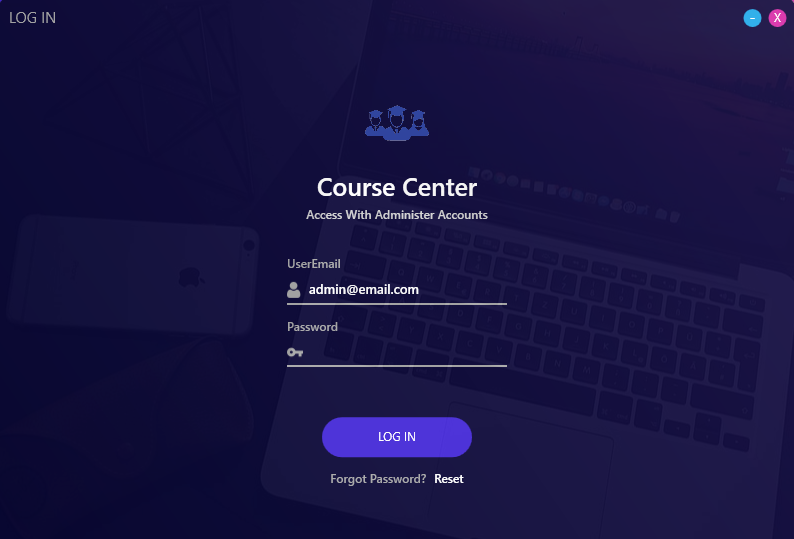 LOG IN
– X
Course Center
Access With Administer Accounts
UserEmail
admin@email.com
Password
LOG IN
Forgot Password? Reset